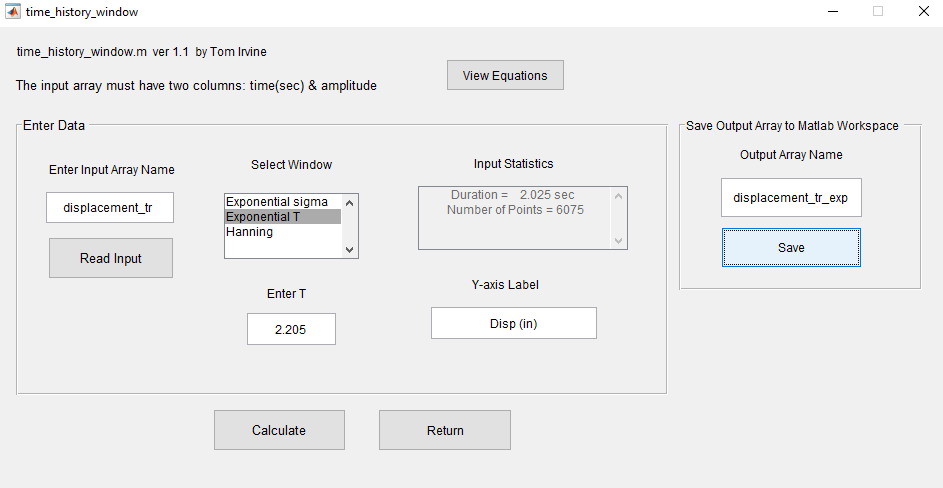 time_history_window
time_history_window.m ver 1.1 by Tom Irvine
The input array must have two columns: time(sec) & amplitude
View Equations
Enter Data
Enter Input Array Name
displacement_tr
Read Input
Select Window
Exponential sigma
Exponential T
Hanning
Enter T
2.205
Input Statistics
Duration = 2.025 sec
Number of Points = 6075
Y-axis Label
Disp (in)
Save Output Array to Matlab Workspace
Output Array Name
displacement_tr_exp
Save
Calculate
Return